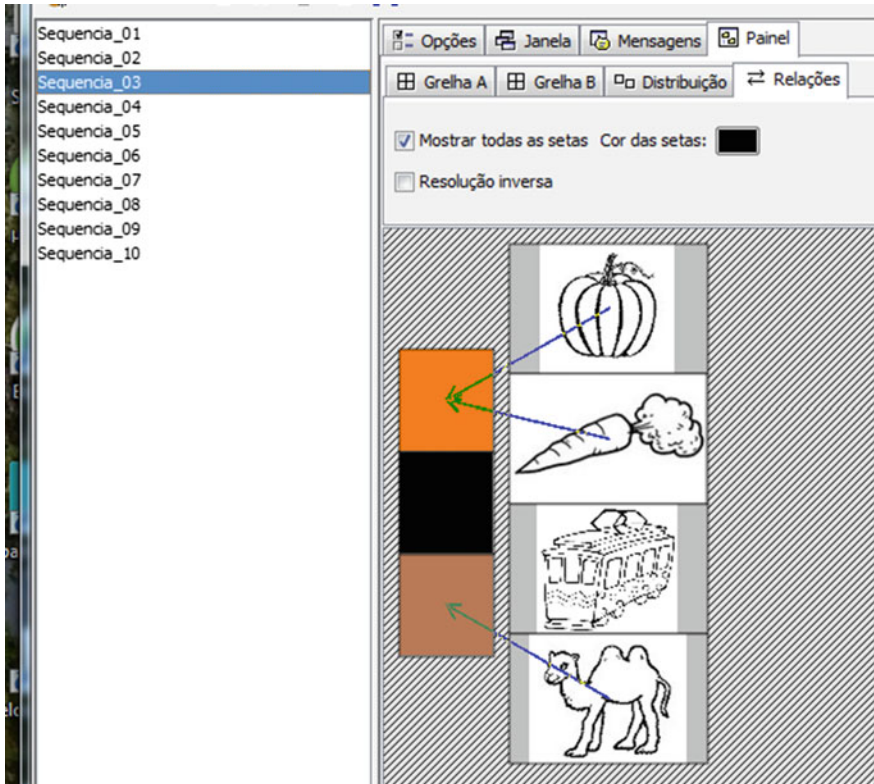 Sequencia_01
Sequencia_02
Sequencia_03
Sequencia_04
Sequencia_05
Sequencia_06
Sequencia_07
Sequencia_08
Sequencia_09
Sequencia_10
Opções Janela Mensagens Painel
Grelha A Grelha B Distribuição Relações
Mostrar todas as setas Cor das setas:
Resolução inversa